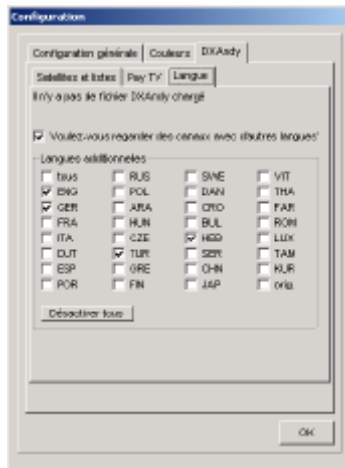 Configuration
Configuration générale Couleurs DXAndy
Satellites et listes Pay TV Langue
Il n'y a pas de fichier DXAndy chargé
Voulez-vous regarder des canaux avec d'autres langues?
Langues additionneles
tous RUS SWE VIT
ENG POL DAN THA
GER ARA CRO FAR
FRA HUN BUL ROM
ITA CZE HEB LUX
DUT TUR SER TAM
ESP GRE CHN KUR
POR FIN JAP orig.
Désactiver tous
OK